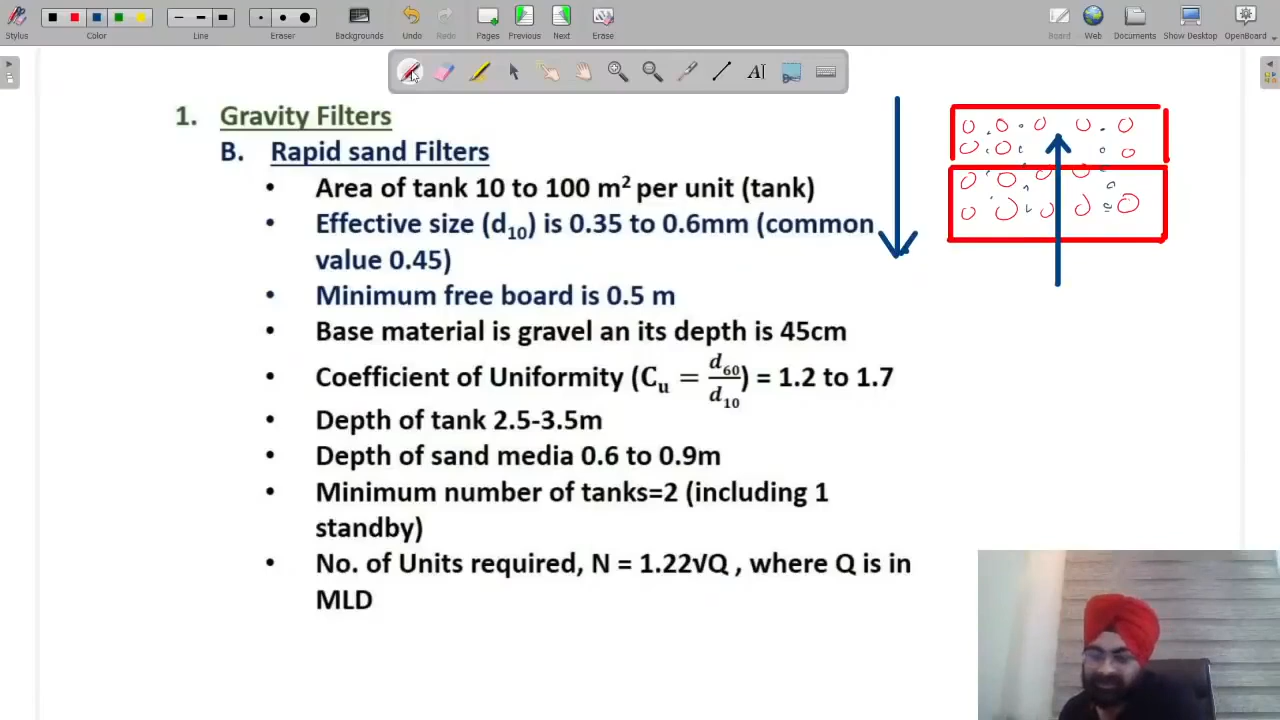 Stylus
Color
Line
Eraser
Backgrounds
Undo
Redo
Pages
Previous
Next
Erase
Board
Web
Documents
Show Desktop
OpenBoard
1. Gravity Filters
B. Rapid sand Filters
• Area of tank 10 to 100 m² per unit (tank)
• Effective size (d₁₀) is 0.35 to 0.6mm (common
value 0.45)
• Minimum free board is 0.5 m
• Base material is gravel an its depth is 45cm
• Coefficient of Uniformity (Cᵤ = d₆₀/d₁₀) = 1.2 to 1.7
• Depth of tank 2.5-3.5m
• Depth of sand media 0.6 to 0.9m
• Minimum number of tanks=2 (including 1
standby)
• No. of Units required, N = 1.22√Q , where Q is in
MLD